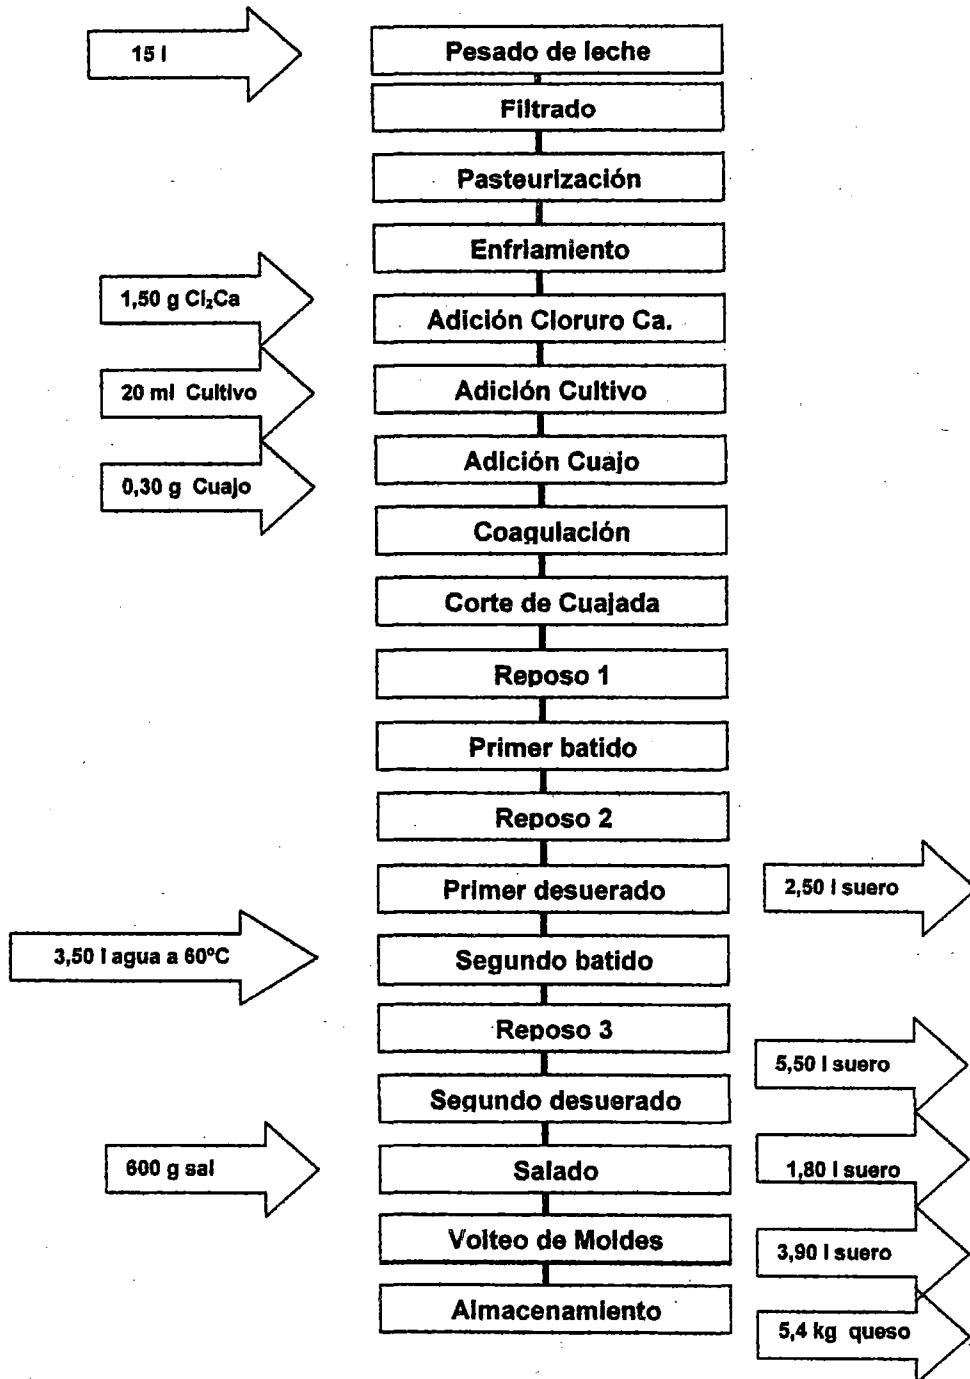 15 l
Pesado de leche
Filtrado
Pasteurización
Enfriamiento
1,50 g Cl₂Ca
Adición Cloruro Ca.
20 ml Cultivo
Adición Cultivo
0,30 g Cuajo
Adición Cuajo
Coagulación
Corte de Cuajada
Reposo 1
Primer batido
Reposo 2
Primer desuerado
2,50 l suero
3,50 l agua a 60ºC
Segundo batido
Reposo 3
5,50 l suero
Segundo desuerado
600 g sal
Salado
1,80 l suero
Volteo de Moldes
3,90 l suero
Almacenamiento
5,4 kg queso